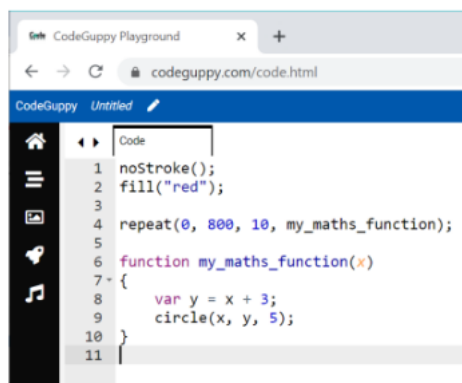 Code CodeGuppy Playground × +
codeguppy.com/code.html
CodeGuppy Untitled
Code
1 noStroke();
2 fill("red");
3
4 repeat(0, 800, 10, my_maths_function);
5
6 function my_maths_function(x)
7 {
8 var y = x + 3;
9 circle(x, y, 5);
10 }
11